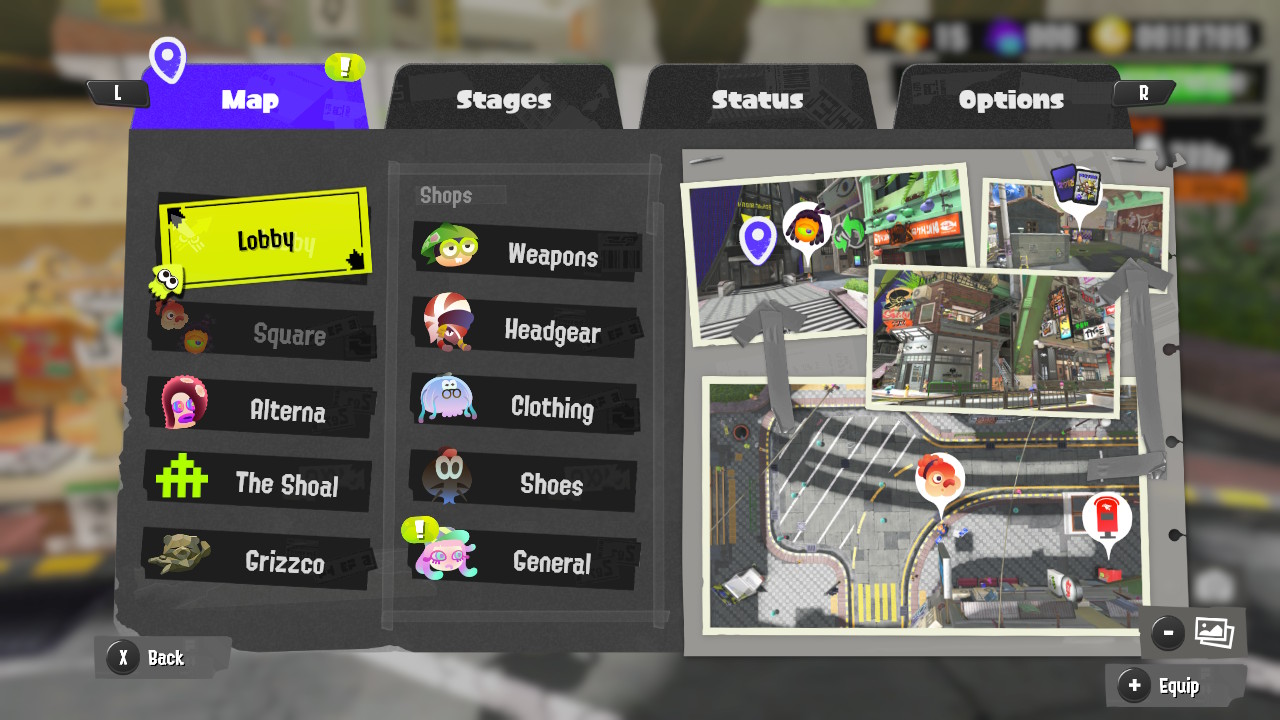 L
Map
!
Stages
Status
Options
R
Lobby
Square
Alterna
The Shoal
Grizzco
Shops
Weapons
Headgear
Clothing
Shoes
!
General
X Back
-
+ Equip